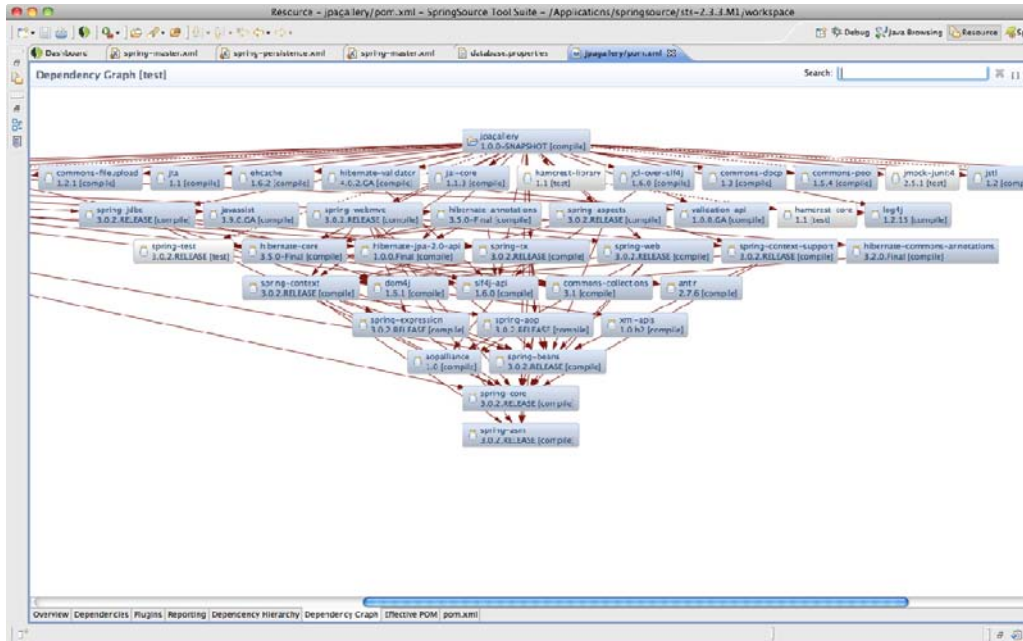 Resource - jpagallery/pom.xml - SpringSource Tool Suite - /Applications/springsource/sts-2.3.3.M1/workspace
Debug Java Browsing Resource
Dashboard spring-master.xml spring-persistence.xml spring-master.xml database.properties jpagallery/pom.xml
Dependency Graph [test]
Search:
jpagallery
1.0.0-SNAPSHOT [compile]
commons-fileupload
1.2.1 [compile]
jta
1.1 [compile]
ehcache
1.6.2 [compile]
hibernate-validator
4.0.2.GA [compile]
jai-core
1.1.3 [compile]
hamcrest-library
1.1 [test]
jcl-over-slf4j
1.6.0 [compile]
commons-dbcp
1.3 [compile]
commons-pool
1.5.4 [compile]
jmock-junit4
2.5.1 [test]
jstl
1.2 [comp
spring-jdbc
3.0.2.RELEASE [compile]
javassist
3.9.0.GA [compile]
spring-webmvc
3.0.2.RELEASE [compile]
hibernate-annotations
3.5.0-Final [compile]
spring-aspects
3.0.2.RELEASE [compile]
validation-api
1.0.0.GA [compile]
hamcrest-core
1.1 [test]
log4j
1.2.15 [compile]
spring-test
3.0.2.RELEASE [test]
hibernate-core
3.5.0-Final [compile]
hibernate-jpa-2.0-api
1.0.0.Final [compile]
spring-tx
3.0.2.RELEASE [compile]
spring-web
3.0.2.RELEASE [compile]
spring-context-support
3.0.2.RELEASE [compile]
hibernate-commons-annotations
3.2.0.Final [compile]
spring-context
3.0.2.RELEASE [compile]
dom4j
1.5.1 [compile]
slf4j-api
1.6.0 [compile]
commons-collections
3.1 [compile]
antlr
2.7.6 [compile]
spring-expression
3.0.2.RELEASE [compile]
spring-aop
3.0.2.RELEASE [compile]
xml-apis
1.0.b2 [compile]
aopalliance
1.0 [compile]
spring-beans
3.0.2.RELEASE [compile]
spring-core
3.0.2.RELEASE [compile]
spring-asm
3.0.2.RELEASE [compile]
Overview Dependencies Plugins Reporting Dependency Hierarchy Dependency Graph Effective POM pom.xml